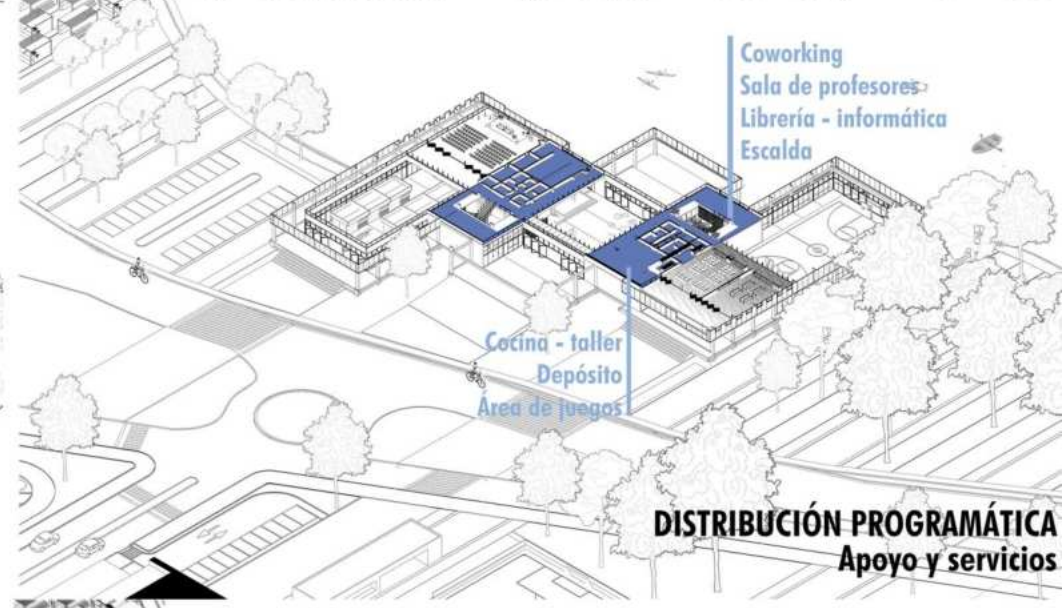 Coworking
Sala de profesores
Librería - informática
Escalda
Cocina - taller
Depósito
Área de juegos
DISTRIBUCIÓN PROGRAMÁTICA
Apoyo y servicios